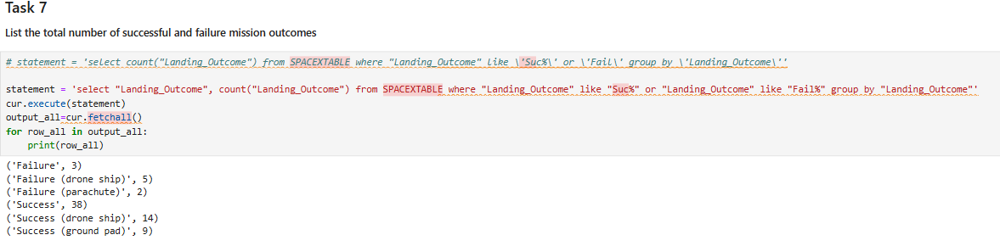 Task 7
List the total number of successful and failure mission outcomes
# statement = 'select count("Landing_Outcome") from SPACEXTABLE where "Landing_Outcome" like \'Suc%\' or \'Fail\' group by \'Landing_Outcome\''
statement = 'select "Landing_Outcome", count("Landing_Outcome") from SPACEXTABLE where "Landing_Outcome" like "Suc%" or "Landing_Outcome" like "Fail%" group by "Landing_Outcome"'
cur.execute(statement)
output_all=cur.fetchall()
for row_all in output_all:
    print(row_all)
('Failure', 3)
('Failure (drone ship)', 5)
('Failure (parachute)', 2)
('Success', 38)
('Success (drone ship)', 14)
('Success (ground pad)', 9)